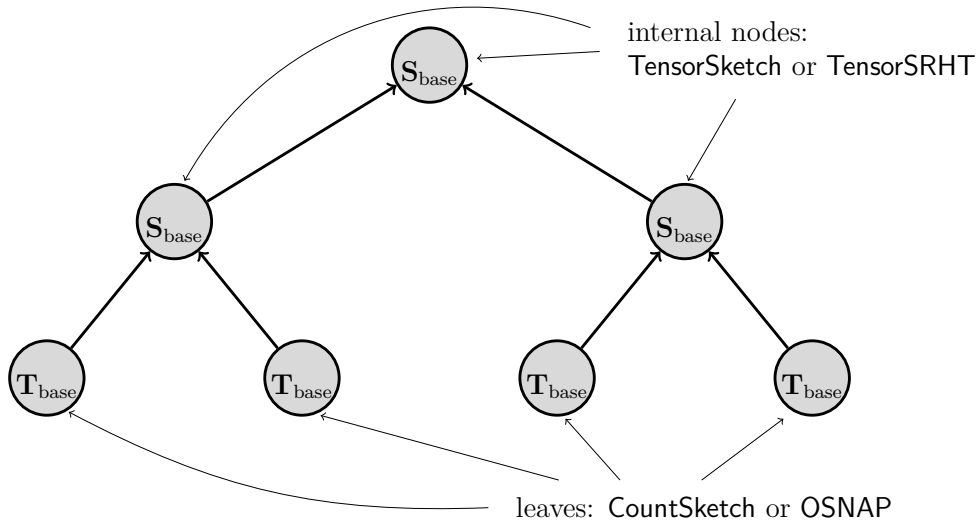 internal nodes:
TensorSketch or TensorSRHT
S_base
S_base
S_base
T_base
T_base
T_base
T_base
leaves: CountSketch or OSNAP